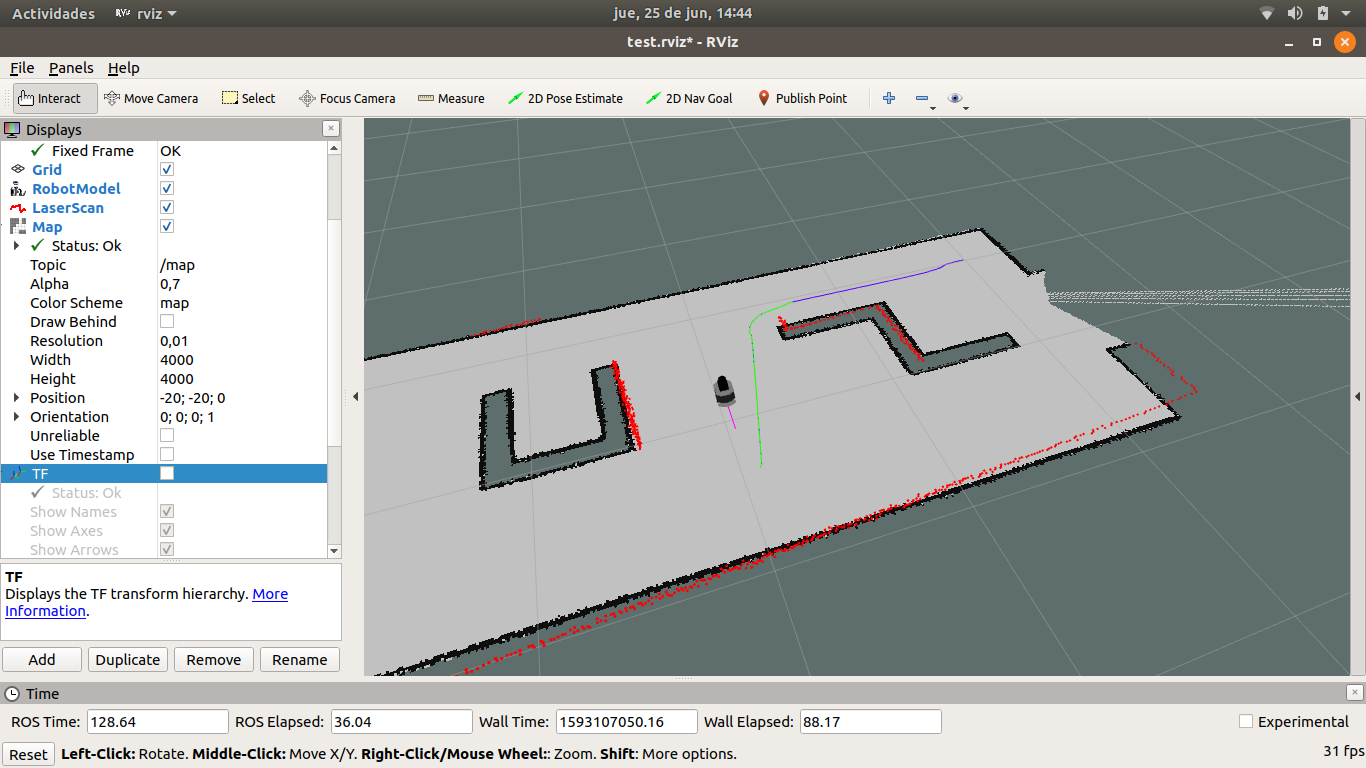 Actividades RViz rviz jue, 25 de jun, 14:44
test.rviz* - RViz
File Panels Help
Interact Move Camera Select Focus Camera Measure 2D Pose Estimate 2D Nav Goal Publish Point
Displays
Fixed Frame OK
Grid
RobotModel
LaserScan
Map
Status: Ok
Topic /map
Alpha 0,7
Color Scheme map
Draw Behind
Resolution 0,01
Width 4000
Height 4000
Position -20; -20; 0
Orientation 0; 0; 0; 1
Unreliable
Use Timestamp
TF
Status: Ok
Show Names
Show Axes
Show Arrows
TF
Displays the TF transform hierarchy. More
Information.
Add Duplicate Remove Rename
Time
ROS Time: 128.64 ROS Elapsed: 36.04 Wall Time: 1593107050.16 Wall Elapsed: 88.17 Experimental
Reset Left-Click: Rotate. Middle-Click: Move X/Y. Right-Click/Mouse Wheel:: Zoom. Shift: More options. 31 fps